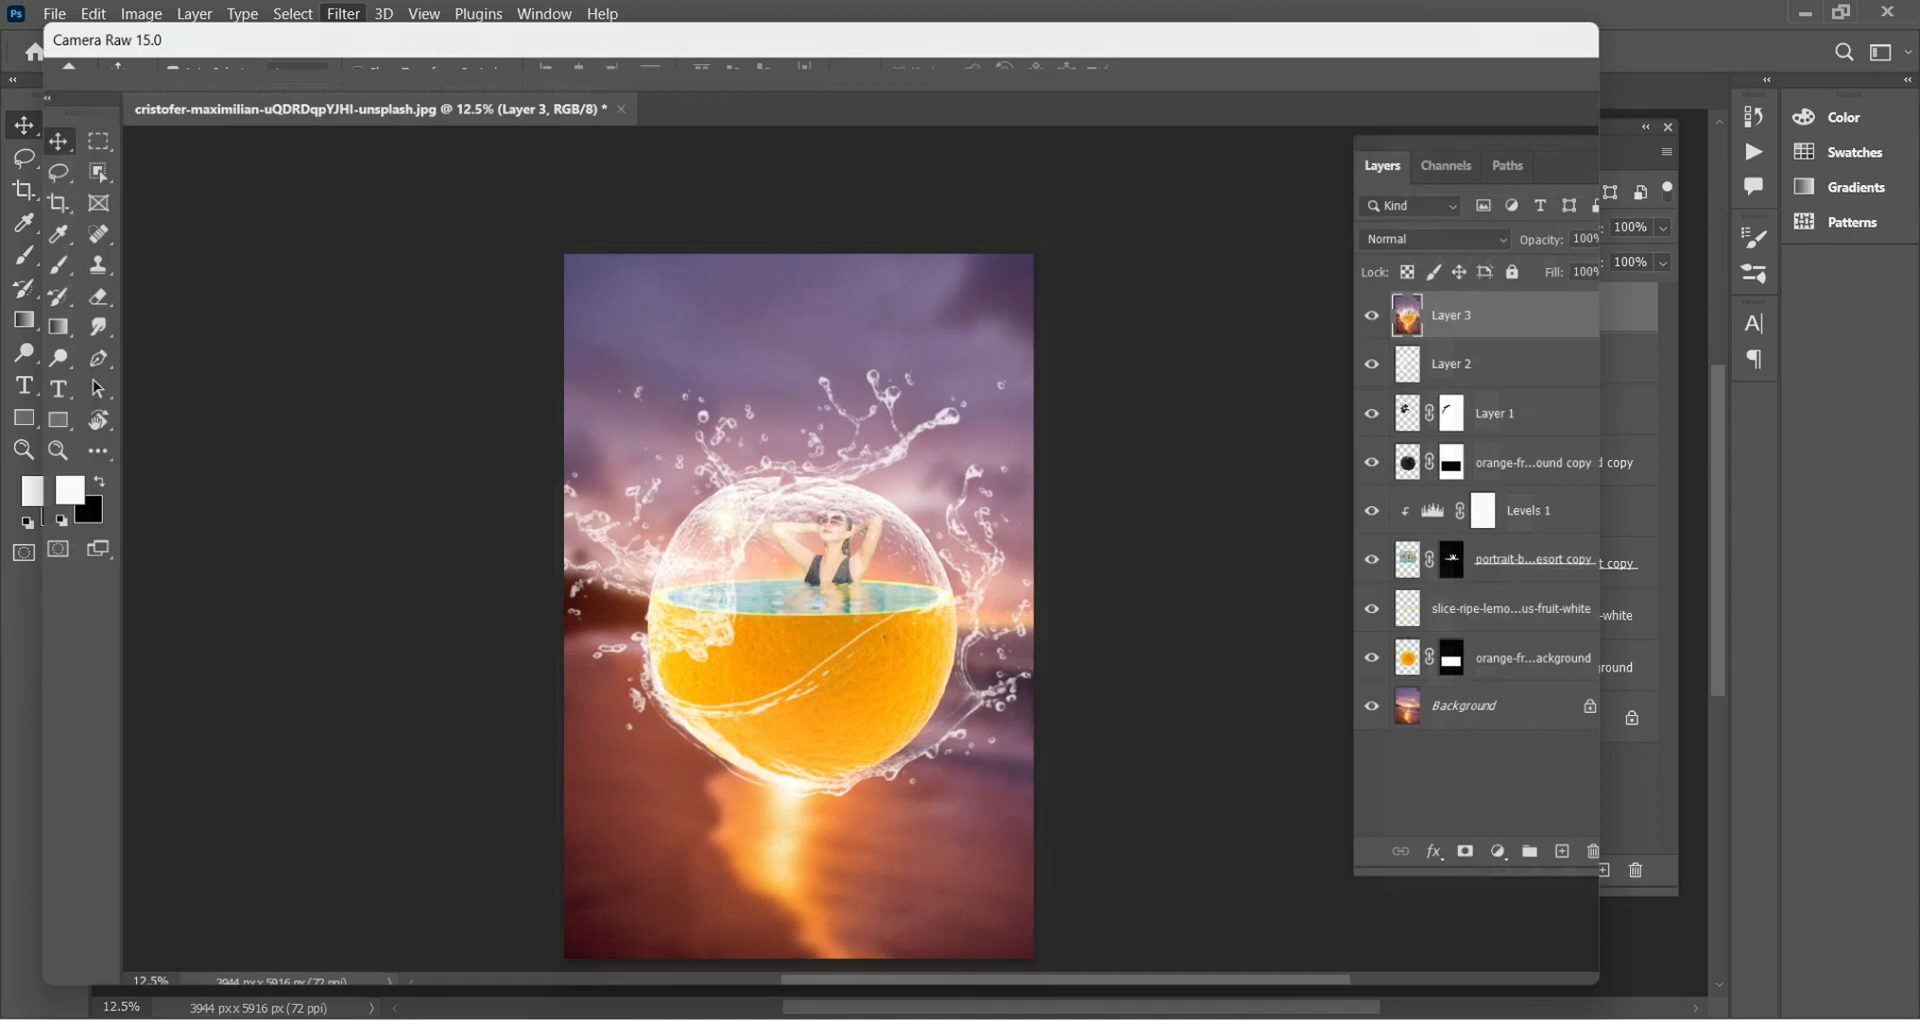 Ps File Edit Image Layer Type Select Filter 3D View Plugins Window Help
Camera Raw 15.0
cristofer-maximilian-uQDRDqpYJHI-unsplash.jpg @ 12.5% (Layer 3, RGB/8) *
Layers Channels Paths
Kind
Normal Opacity: 100%
100%
Lock: Fill: 100%
100%
Layer 3
Layer 2
Layer 1
orange-fr...ound copy
d copy
Levels 1
portrait-b...esort copy
t copy
slice-ripe-lemo...us-fruit-white
-white
orange-fr...ackground
round
Background
fx
Color
Swatches
Gradients
Patterns
12.5% 3944 px x 5916 px (72 ppi)
12.5% 3944 px x 5916 px (72 ppi)